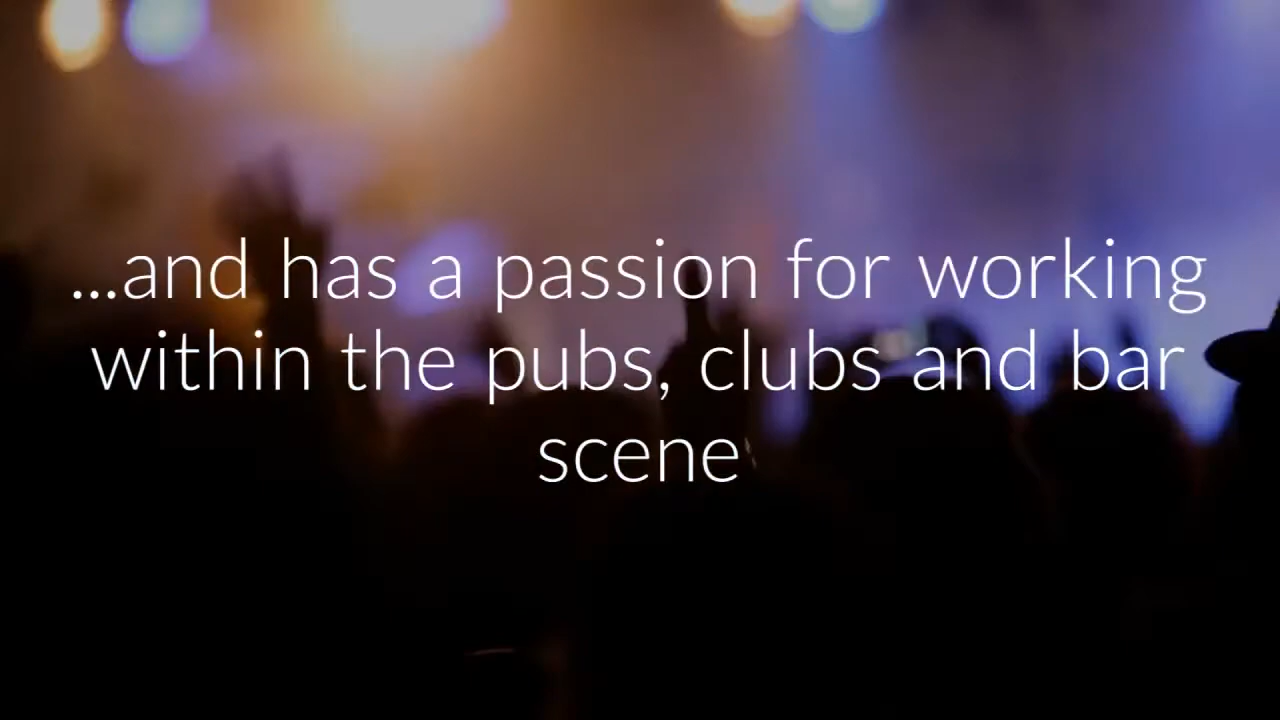 ...and has a passion for working
within the pubs, clubs and bar
scene